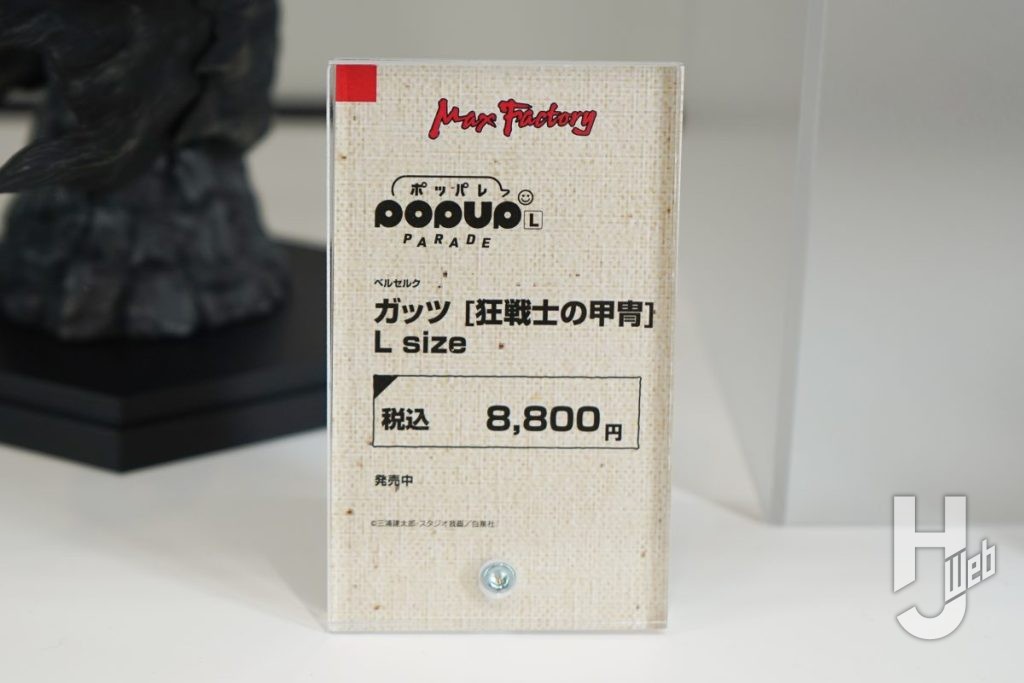 Max Factory
ポッパレ
POPUP L
PARADE
ベルセルク
ガッツ [狂戦士の甲冑]
L size
税込 8,800円
発売中
©三浦建太郎・スタジオ我画／白泉社
HJ Web